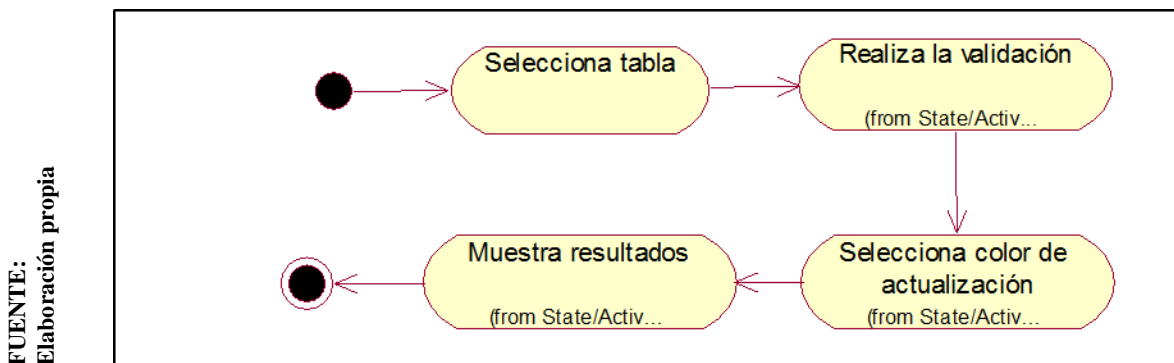 Selecciona tabla
Realiza la validación
(from State/Activ...
Selecciona color de
actualización
(from State/Activ...
Muestra resultados
(from State/Activ...
FUENTE:
Elaboración propia